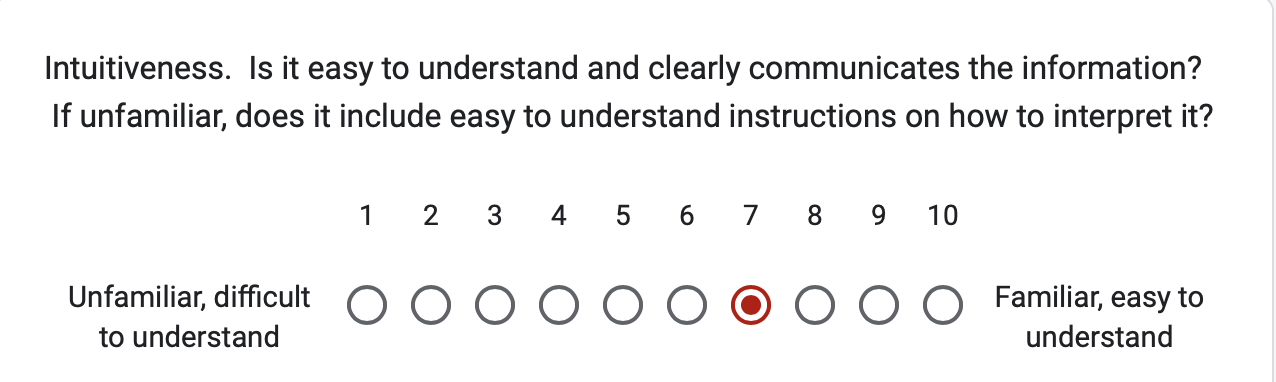 Intuitiveness.  Is it easy to understand and clearly communicates the information?
If unfamiliar, does it include easy to understand instructions on how to interpret it?
1 2 3 4 5 6 7 8 9 10
Unfamiliar, difficult
to understand
Familiar, easy to
understand